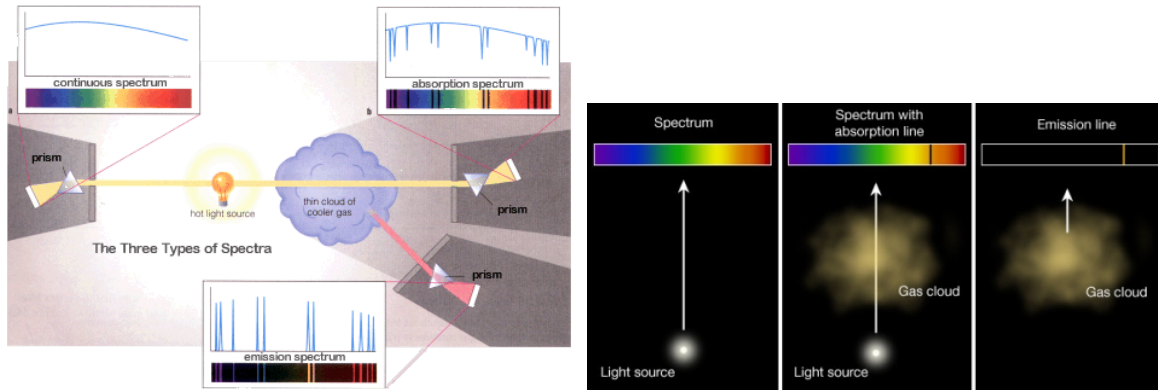 continuous spectrum
absorption spectrum
a
b
prism
hot light source
thin cloud of
cooler gas
prism
The Three Types of Spectra
prism
emission spectrum
Spectrum
Light source
Spectrum with
absorption line
Gas cloud
Light source
Emission line
Gas cloud